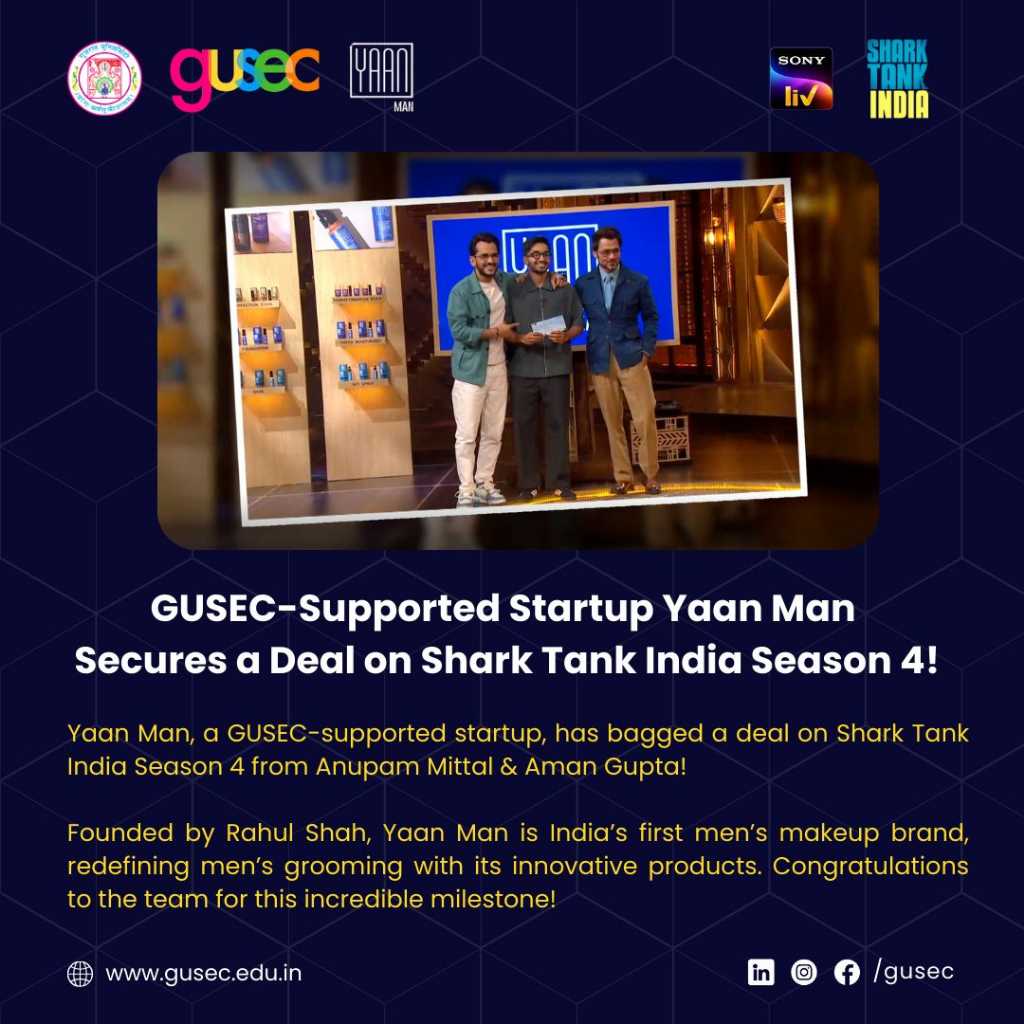 gusec
YAAN
MAN
SONY
liv
SHARK
TANK
INDIA
YAAN
GUSEC-Supported Startup Yaan Man
Secures a Deal on Shark Tank India Season 4!
Yaan Man, a GUSEC-supported startup, has bagged a deal on Shark Tank
India Season 4 from Anupam Mittal & Aman Gupta!
Founded by Rahul Shah, Yaan Man is India's first men's makeup brand,
redefining men's grooming with its innovative products. Congratulations
to the team for this incredible milestone!
www.gusec.edu.in
in
/gusec